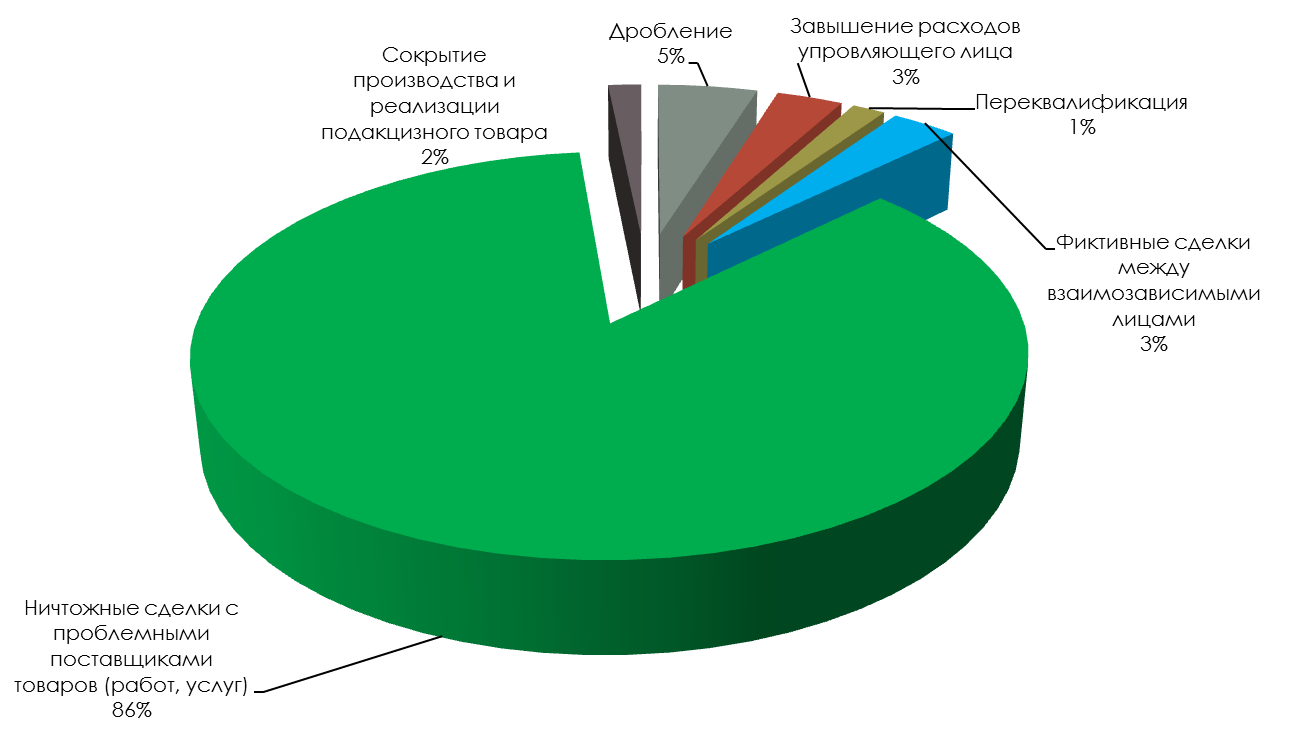 Дробление
5%
Завышение расходов
упровляющего лица
3%
Сокрытие
производства и
реализации
подакцизного товара
2%
Переквалификация
1%
Фиктивные сделки
между
взаимозависимыми
лицами
3%
Ничтожные сделки с
проблемными
поставщиками
товаров (работ, услуг)
86%